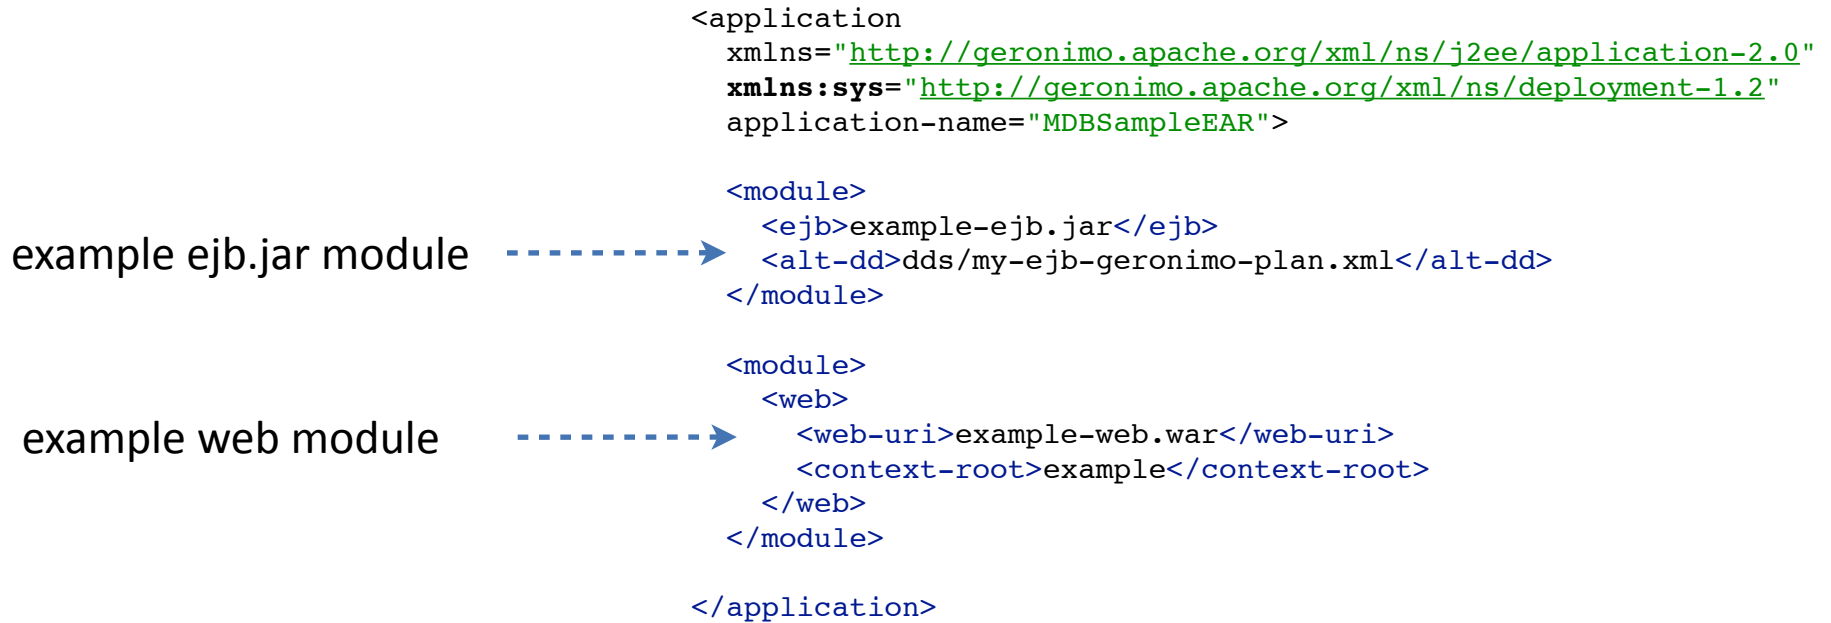 <application
xmlns="http://geronimo.apache.org/xml/ns/j2ee/application-2.0"
xmlns:sys="http://geronimo.apache.org/xml/ns/deployment-1.2"
application-name="MDBSampleEAR">
<module>
<ejb>example-ejb.jar</ejb>
example ejb.jar module
<alt-dd>dds/my-ejb-geronimo-plan.xml</alt-dd>
</module>
<module>
<web>
example web module
<web-uri>example-web.war</web-uri>
<context-root>example</context-root>
</web>
</module>
</application>